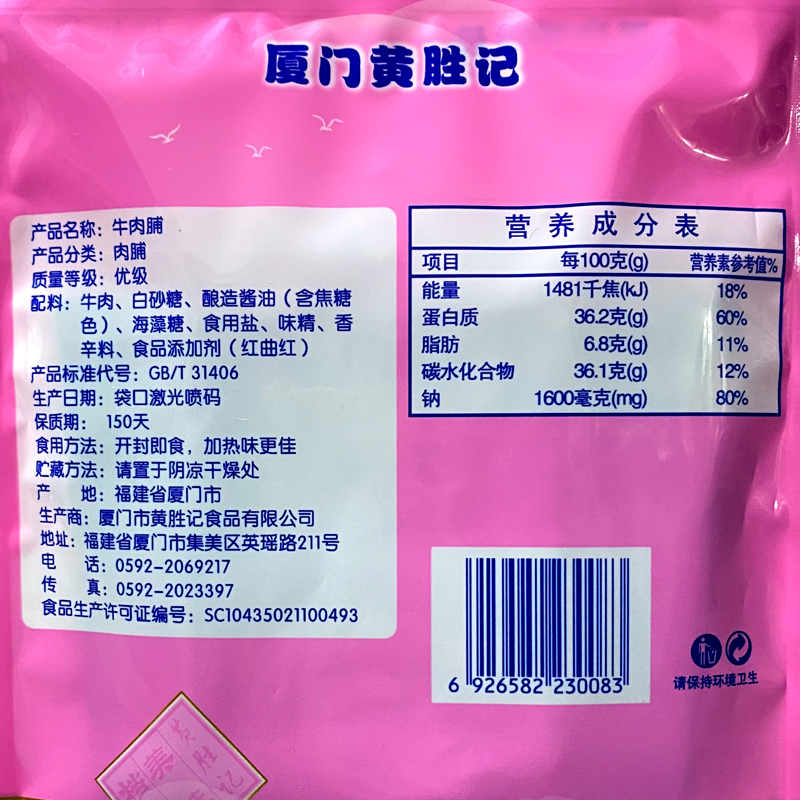 厦门黄胜记
产品名称：牛肉脯
产品分类：肉脯
质量等级：优级
配料：牛肉、白砂糖、酿造酱油（含焦糖
色）、海藻糖、食用盐、味精、香
辛料、食品添加剂（红曲红）
产品标准代号：GB/T 31406
生产日期：袋口激光喷码
保质期： 150天
食用方法：开封即食，加热味更佳
贮藏方法：请置于阴凉干燥处
产 地：福建省厦门市
生产商：厦门市黄胜记食品有限公司
地址：福建省厦门市集美区英瑶路211号
电 话：0592-2069217
传 真：0592-2023397
食品生产许可证编号：SC10435021100493
营养成分表
项目 每100克(g) 营养素参考值%
能量 1481千焦(kJ) 18%
蛋白质 36.2克(g) 60%
脂肪 6.8克(g) 11%
碳水化合物 36.1克(g) 12%
钠 1600毫克(mg) 80%
6 926582 230083
请保持环境卫生
黄胜记